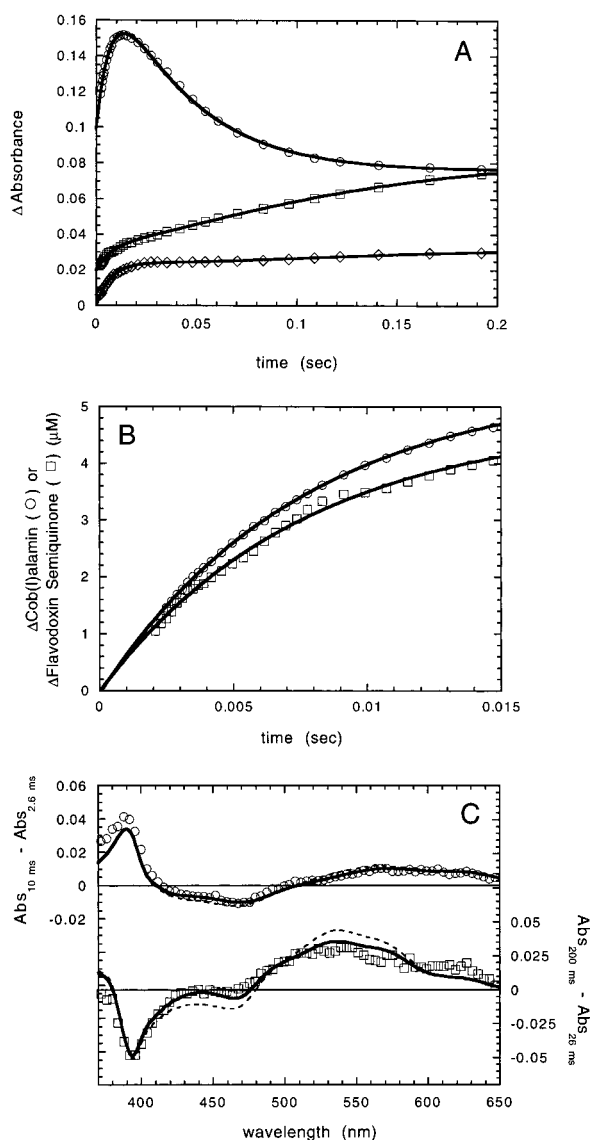 A
0.16
0.14
0.12
0.1
0.08
0.06
0.04
0.02
0
Δ Absorbance
0 0.05 0.1 0.15 0.2
time (sec)
B
5
4
3
2
1
0
ΔCob(I)alamin (○) or
ΔFlavodoxin Semiquinone (□) (μM)
0 0.005 0.01 0.015
time (sec)
C
0.06
0.04
0.02
0
-0.02
Abs10 ms - Abs2.6 ms
0.05
0.025
0
-0.025
-0.05
Abs200 ms - Abs26 ms
400 450 500 550 600 650
wavelength (nm)